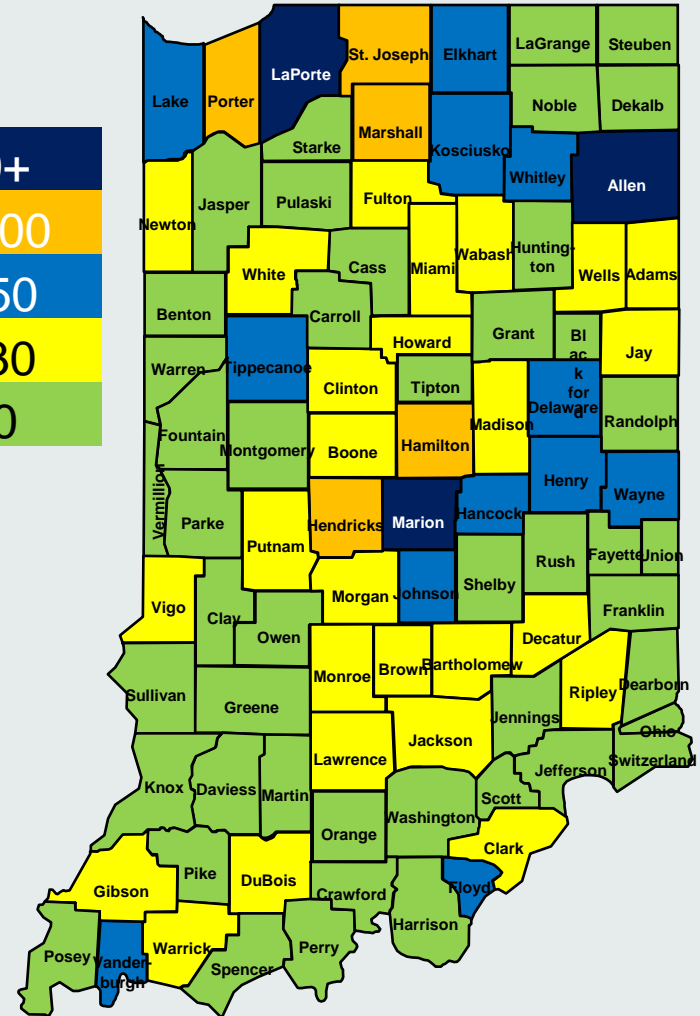 0+
00
50
30
0
LaGrange
Steuben
St. Joseph
Elkhart
LaPorte
Lake
Porter
Noble
Dekalb
Marshall
Starke
Kosciusko
Whitley
Allen
Jasper
Pulaski
Fulton
Newton
Wabash
Hunting-
ton
White
Cass
Miami
Wells
Adams
Benton
Carroll
Grant
Bl
ac
k
for
d
Howard
Jay
Warren
Tippecanoe
Clinton
Tipton
Delaware
Madison
Randolph
Fountain
Montgomery
Boone
Hamilton
Henry
Wayne
Vermillion
Parke
Hendricks
Marion
Hancock
Putnam
Rush
Fayette
Union
Shelby
Vigo
Morgan
Johnson
Franklin
Clay
Owen
Decatur
Monroe
Brown
Bartholomew
Sullivan
Greene
Ripley
Dearborn
Jennings
Ohio
Lawrence
Jackson
Switzerland
Jefferson
Knox
Daviess
Martin
Scott
Washington
Orange
Clark
Pike
DuBois
Gibson
Crawford
Floyd
Harrison
Warrick
Perry
Posey
Vander-
burgh
Spencer